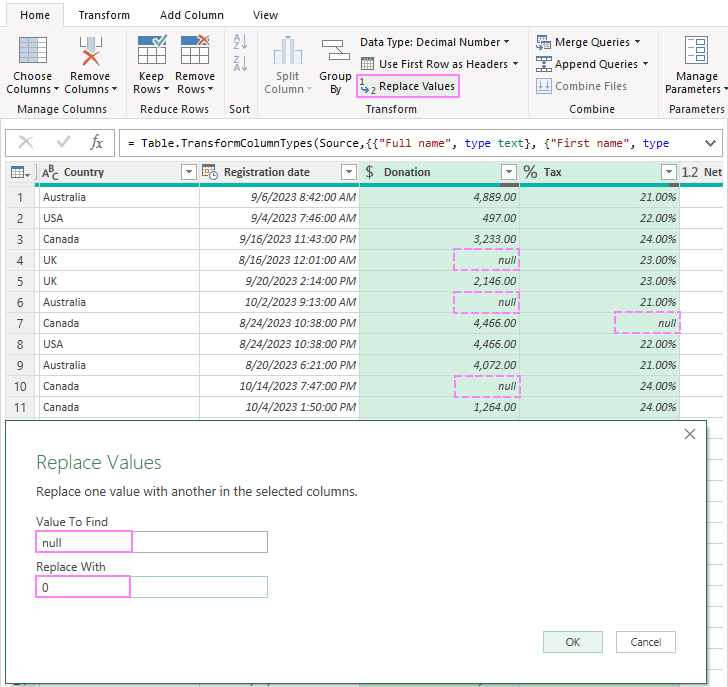 Home Transform Add Column View
Choose Columns Remove Columns Keep Rows Remove Rows A Z Z A Split Column Group By Data Type: Decimal Number Use First Row as Headers 1 2 Replace Values Merge Queries Append Queries Combine Files Manage Parameters
Manage Columns Reduce Rows Sort Transform Combine Parameters
fx = Table.TransformColumnTypes(Source,{{"Full name", type text}, {"First name", type
ABC Country Registration date $ Donation % Tax 1.2 Net
1 Australia 9/6/2023 8:42:00 AM 4,889.00 21.00%
2 USA 9/4/2023 7:46:00 AM 497.00 22.00%
3 Canada 9/16/2023 11:43:00 PM 3,233.00 24.00%
4 UK 8/16/2023 12:01:00 AM null 23.00%
5 UK 9/20/2023 2:14:00 PM 2,146.00 23.00%
6 Australia 10/2/2023 9:13:00 AM null 21.00%
7 Canada 8/24/2023 10:38:00 PM 4,466.00 null
8 USA 8/24/2023 10:38:00 PM 4,466.00 22.00%
9 Australia 8/20/2023 6:21:00 PM 4,072.00 21.00%
10 Canada 10/14/2023 7:47:00 PM null 24.00%
11 Canada 10/4/2023 1:50:00 PM 1,264.00 24.00%
Replace Values
Replace one value with another in the selected columns.
Value To Find
null
Replace With
0
OK Cancel